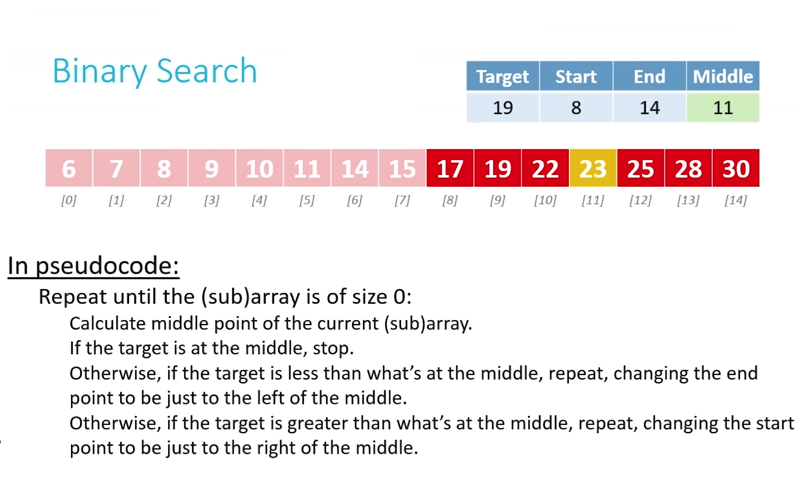 Binary Search
Target Start End Middle
19 8 14 11
6 7 8 9 10 11 14 15 17 19 22 23 25 28 30
[0] [1] [2] [3] [4] [5] [6] [7] [8] [9] [10] [11] [12] [13] [14]
In pseudocode:
Repeat until the (sub)array is of size 0:
Calculate middle point of the current (sub)array.
If the target is at the middle, stop.
Otherwise, if the target is less than what’s at the middle, repeat, changing the end
point to be just to the left of the middle.
Otherwise, if the target is greater than what’s at the middle, repeat, changing the start
point to be just to the right of the middle.